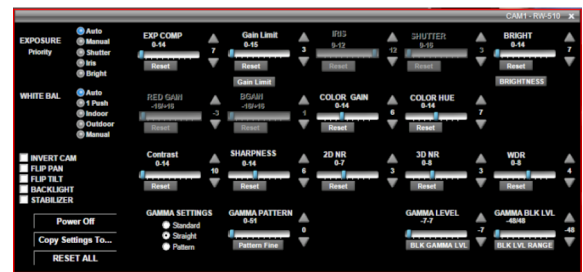 CAM1 - RW-510 X
EXPOSURE
Priority
Auto
Manual
Shutter
Iris
Bright
EXP COMP
0-14
7
Reset
Gain Limit
0-15
3
Reset
Gain Limit
IRIS
9-12
12
Reset
SHUTTER
3
Reset
BRIGHT
0-14
7
Reset
BRIGHTNESS
WHITE BAL
Auto
1 Push
Indoor
Outdoor
Manual
RED GAIN
-10/+10
-3
Reset
BGAIN
-10/+10
1
Reset
COLOR GAIN
0-14
6
Reset
COLOR HUE
0-14
7
Reset
INVERT CAM
FLIP PAN
FLIP TILT
BACKLIGHT
STABILIZER
Contrast
0-14
10
Reset
SHARPNESS
0-14
6
Reset
2D NR
0-7
3
Reset
3D NR
0-8
3
Reset
WDR
0-8
4
Reset
Power Off
Copy Settings To...
RESET ALL
GAMMA SETTINGS
Standard
Straight
Pattern
GAMMA PATTERN
0-51
0
Pattern Fine
GAMMA LEVEL
-7-7
-7
BLK GAMMA LVL
GAMMA BLK LVL
-48/48
-48
BLK LVL RANGE